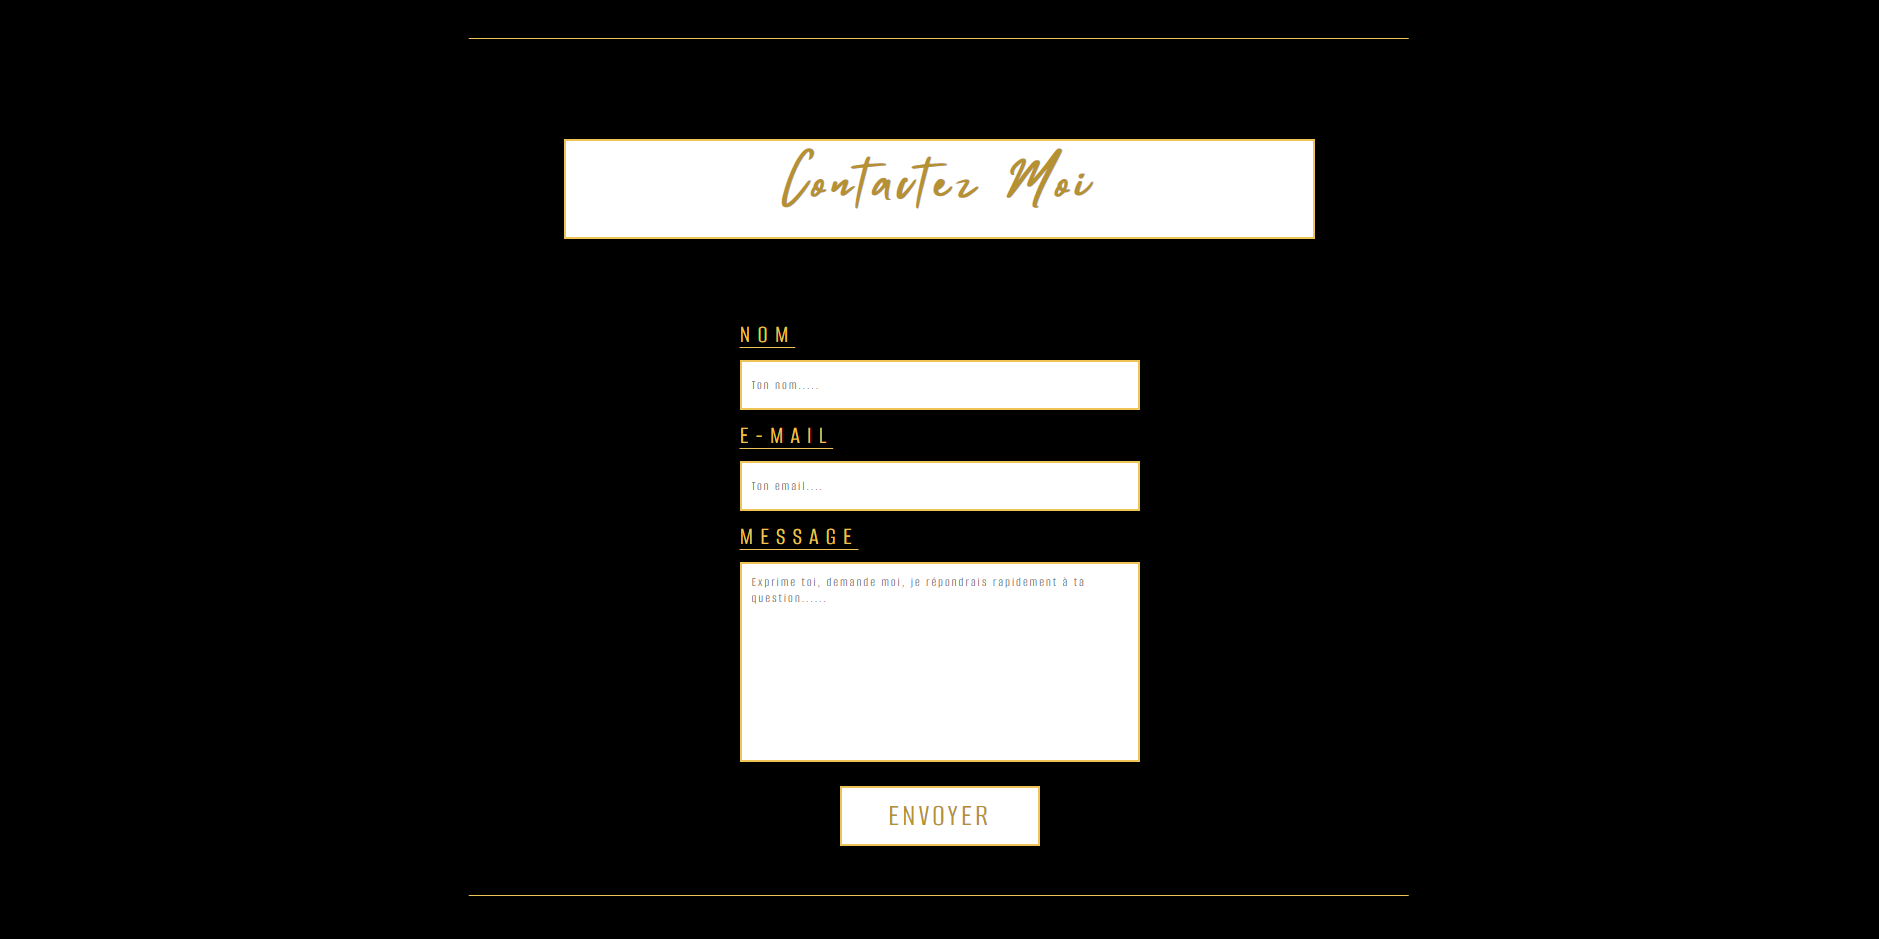 Contactez Moi
NOM
Ton nom.....
E-MAIL
Ton email....
MESSAGE
Exprime toi, demande moi, je répondrais rapidement à ta
question......
ENVOYER